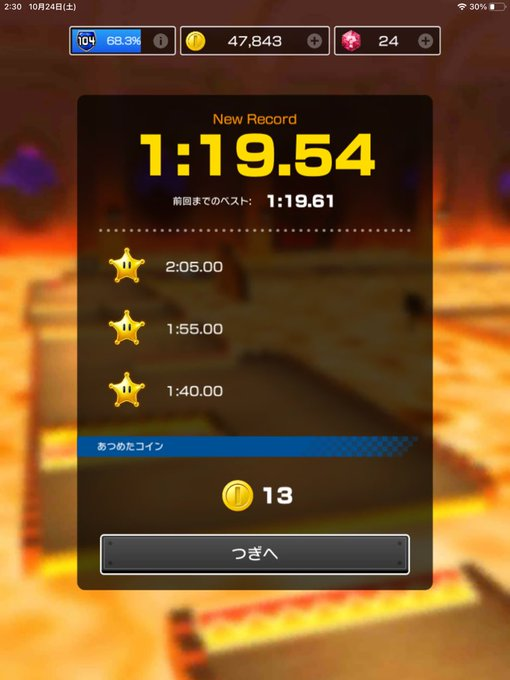 2:30 10月24日(土) 30%
104 68.3% 47,843 24
New Record
1:19.54
前回までのベスト: 1:19.61
2:05.00
1:55.00
1:40.00
あつめたコイン
13
つぎへ